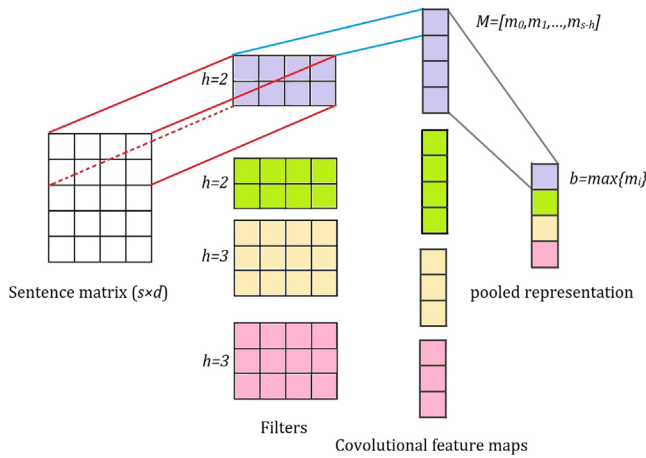 M=[m0,m1,...,ms-h]
h=2
h=2
b=max{mi}
h=3
Sentence matrix (s×d)
pooled representation
h=3
Filters
Covolutional feature maps